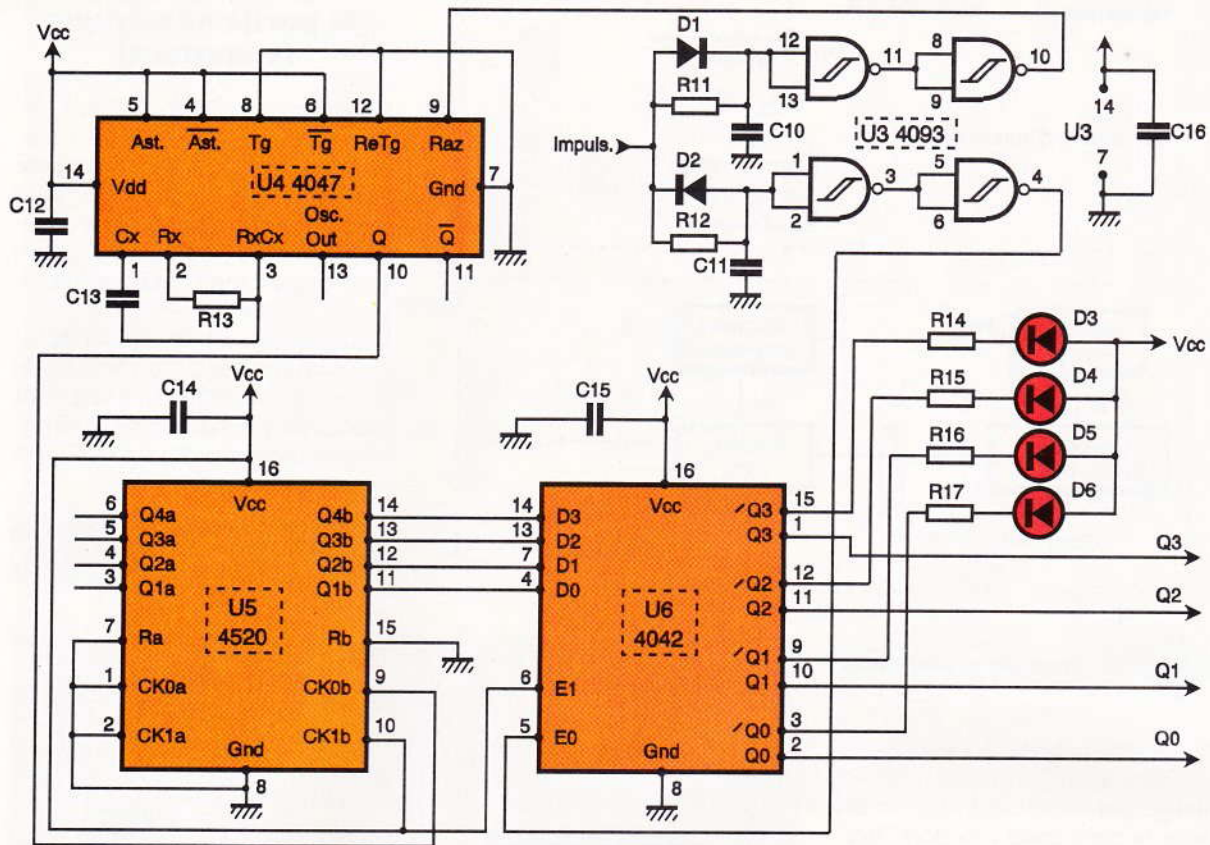 Vcc
5 4 8 6 12 9
Ast. Ast. Tg Tg ReTg Raz
14 Vdd U4 4047 Gnd 7
C12
Osc.
Cx Rx RxCx Out Q Q
1 2 3 13 10 11
C13
R13
D1
R11
C10
Impuls.
D2
R12
C11
12
13
11
8
9
10
U3 4093
1
2
3
5
6
4
14
U3
7
C16
R14 D3 Vcc
R15 D4
R16 D5
R17 D6
Vcc
C14
16
Vcc
6 Q4a Q4b 14
5 Q3a Q3b 13
4 Q2a Q2b 12
3 Q1a Q1b 11
U5
4520
7 Ra Rb 15
1 CK0a CK0b 9
2 CK1a CK1b 10
Gnd
8
Vcc
C15
16
Vcc
14 D3 ′Q3 15
13 D2 Q3 1
7 D1 ′Q2 12
4 D0 Q2 11
U6
4042
′Q1 9
6 E1 Q1 10
5 E0 ′Q0 3
Gnd Q0 2
8
Q3
Q2
Q1
Q0